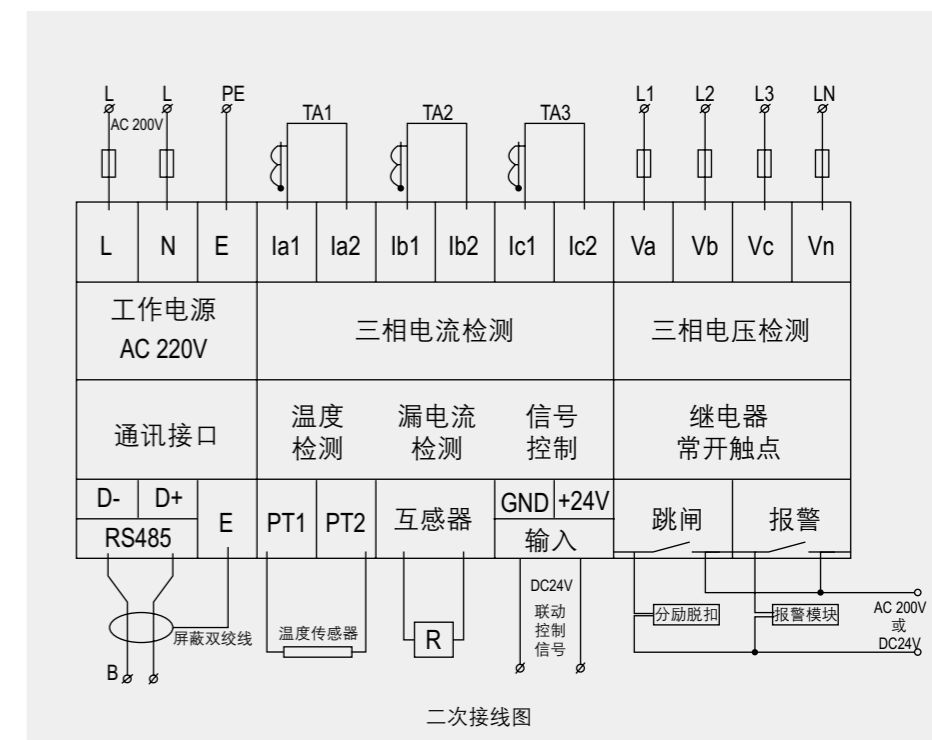 L L PE TA1 TA2 TA3 L1 L2 L3 LN
AC 200V
L N E Ia1 Ia2 Ib1 Ib2 Ic1 Ic2 Va Vb Vc Vn
工作电源
AC 220V
三相电流检测
三相电压检测
通讯接口
温度
检测
漏电流
检测
信号
控制
继电器
常开触点
D- D+
RS485
E
PT1 PT2
互感器
GND +24V
输入
跳闸
报警
屏蔽双绞线
B
温度传感器
R
DC24V
联动
控制
信号
分励脱扣
报警模块
AC 200V
或
DC24V
二次接线图